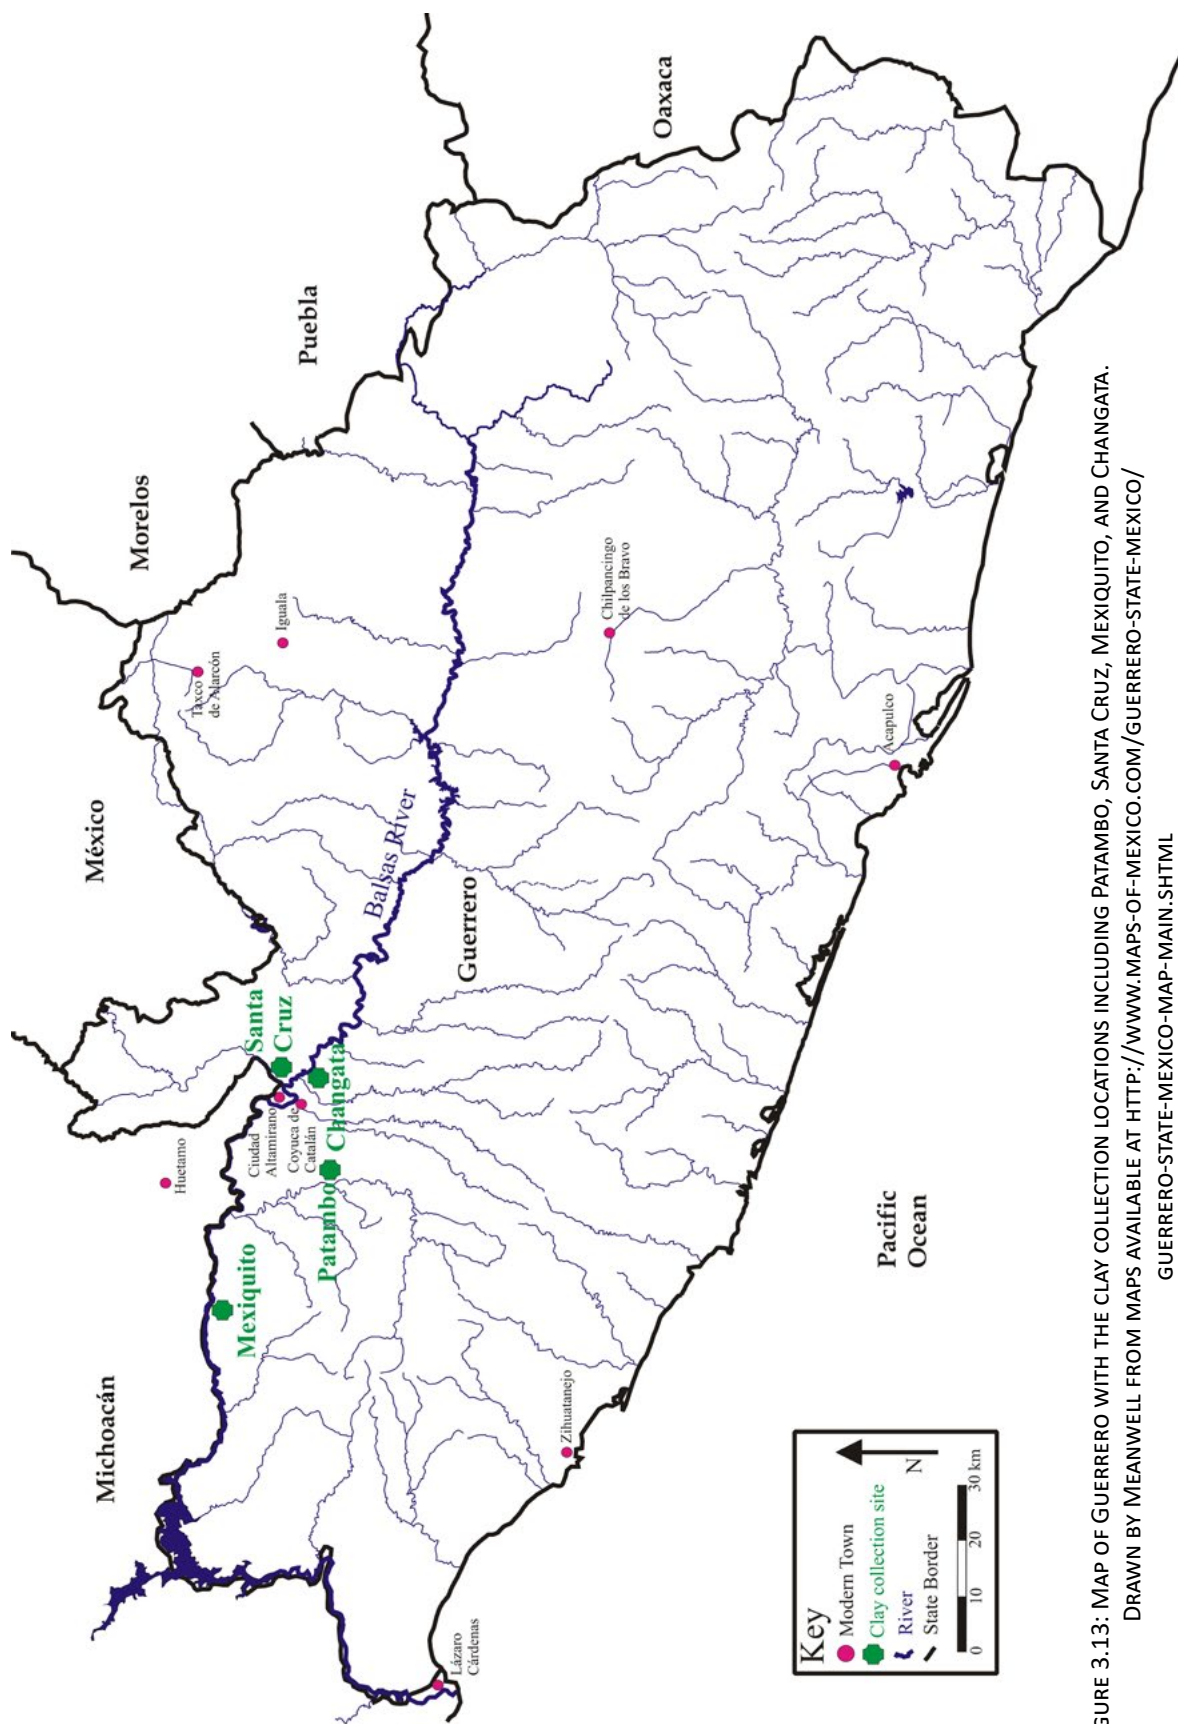 Michoacán
México
Morelos
Puebla
Oaxaca
Huetamo
Taxco
de Alarcón
Iguala
Mexiquito
Santa
Cruz
Ciudad
Altamirano
Coyuca de
Catalán
Patambo
Changata
Balsas River
Guerrero
Chilpancingo
de los Bravo
Lázaro
Cárdenas
Zihuatanejo
Acapulco
Pacific
Ocean
Key
Modern Town
Clay collection site
River
State Border
N
0 10 20 30 km
GURE 3.13: MAP OF GUERRERO WITH THE CLAY COLLECTION LOCATIONS INCLUDING PATAMBO, SANTA CRUZ, MEXIQUITO, AND CHANGATA.
DRAWN BY MEANWELL FROM MAPS AVAILABLE AT HTTP://WWW.MAPS-OF-MEXICO.COM/GUERRERO-STATE-MEXICO/
GUERRERO-STATE-MEXICO-MAP-MAIN.SHTML